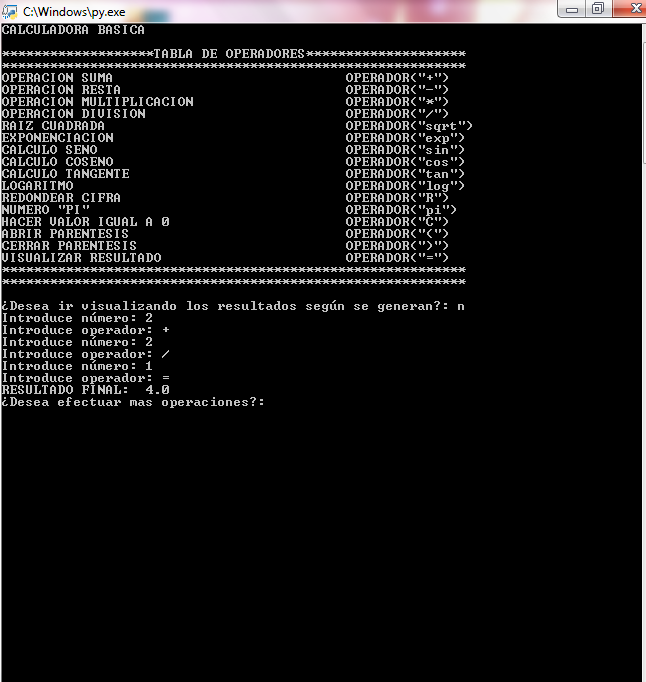 C:\Windows\py.exe
CALCULADORA BASICA
*******************TABLA DE OPERADORES********************
**********************************************************
OPERACION SUMA OPERADOR("+")
OPERACION RESTA OPERADOR("-")
OPERACION MULTIPLICACION OPERADOR("*")
OPERACION DIVISION OPERADOR("/")
RAIZ CUADRADA OPERADOR("sqrt")
EXPONENCIACION OPERADOR("exp")
CALCULO SENO OPERADOR("sin")
CALCULO COSENO OPERADOR("cos")
CALCULO TANGENTE OPERADOR("tan")
LOGARITMO OPERADOR("log")
REDONDEAR CIFRA OPERADOR("R")
NUMERO "PI" OPERADOR("pi")
HACER VALOR IGUAL A 0 OPERADOR("C")
ABRIR PARENTESIS OPERADOR("(")
CERRAR PARENTESIS OPERADOR(")")
VISUALIZAR RESULTADO OPERADOR("=")
**********************************************************
**********************************************************
¿Desea ir visualizando los resultados según se generan?: n
Introduce número: 2
Introduce operador: +
Introduce número: 2
Introduce operador: /
Introduce número: 1
Introduce operador: =
RESULTADO FINAL:  4.0
¿Desea efectuar mas operaciones?: